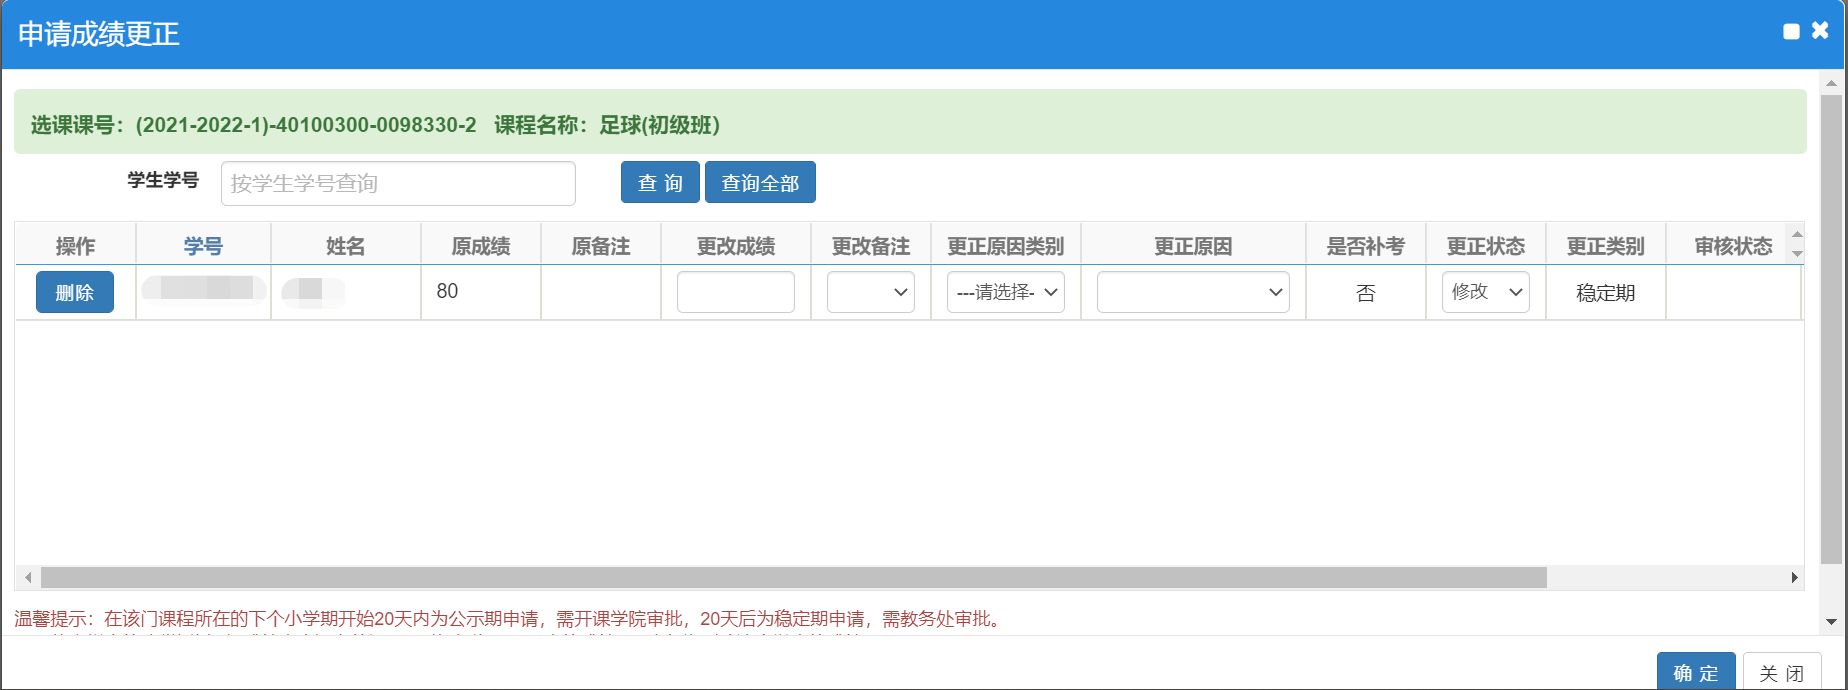 申请成绩更正
选课课号：(2021-2022-1)-40100300-0098330-2 课程名称：足球(初级班)
学生学号 按学生学号查询 查 询 查询全部
操作 学号 姓名 原成绩 原备注 更改成绩 更改备注 更正原因类别 更正原因 是否补考 更正状态 更正类别 审核状态
删除 80 ---请选择- 否 修改 稳定期
温馨提示：在该门课程所在的下个小学期开始20天内为公示期申请，需开课学院审批，20天后为稳定期申请，需教务处审批。
确 定 关 闭